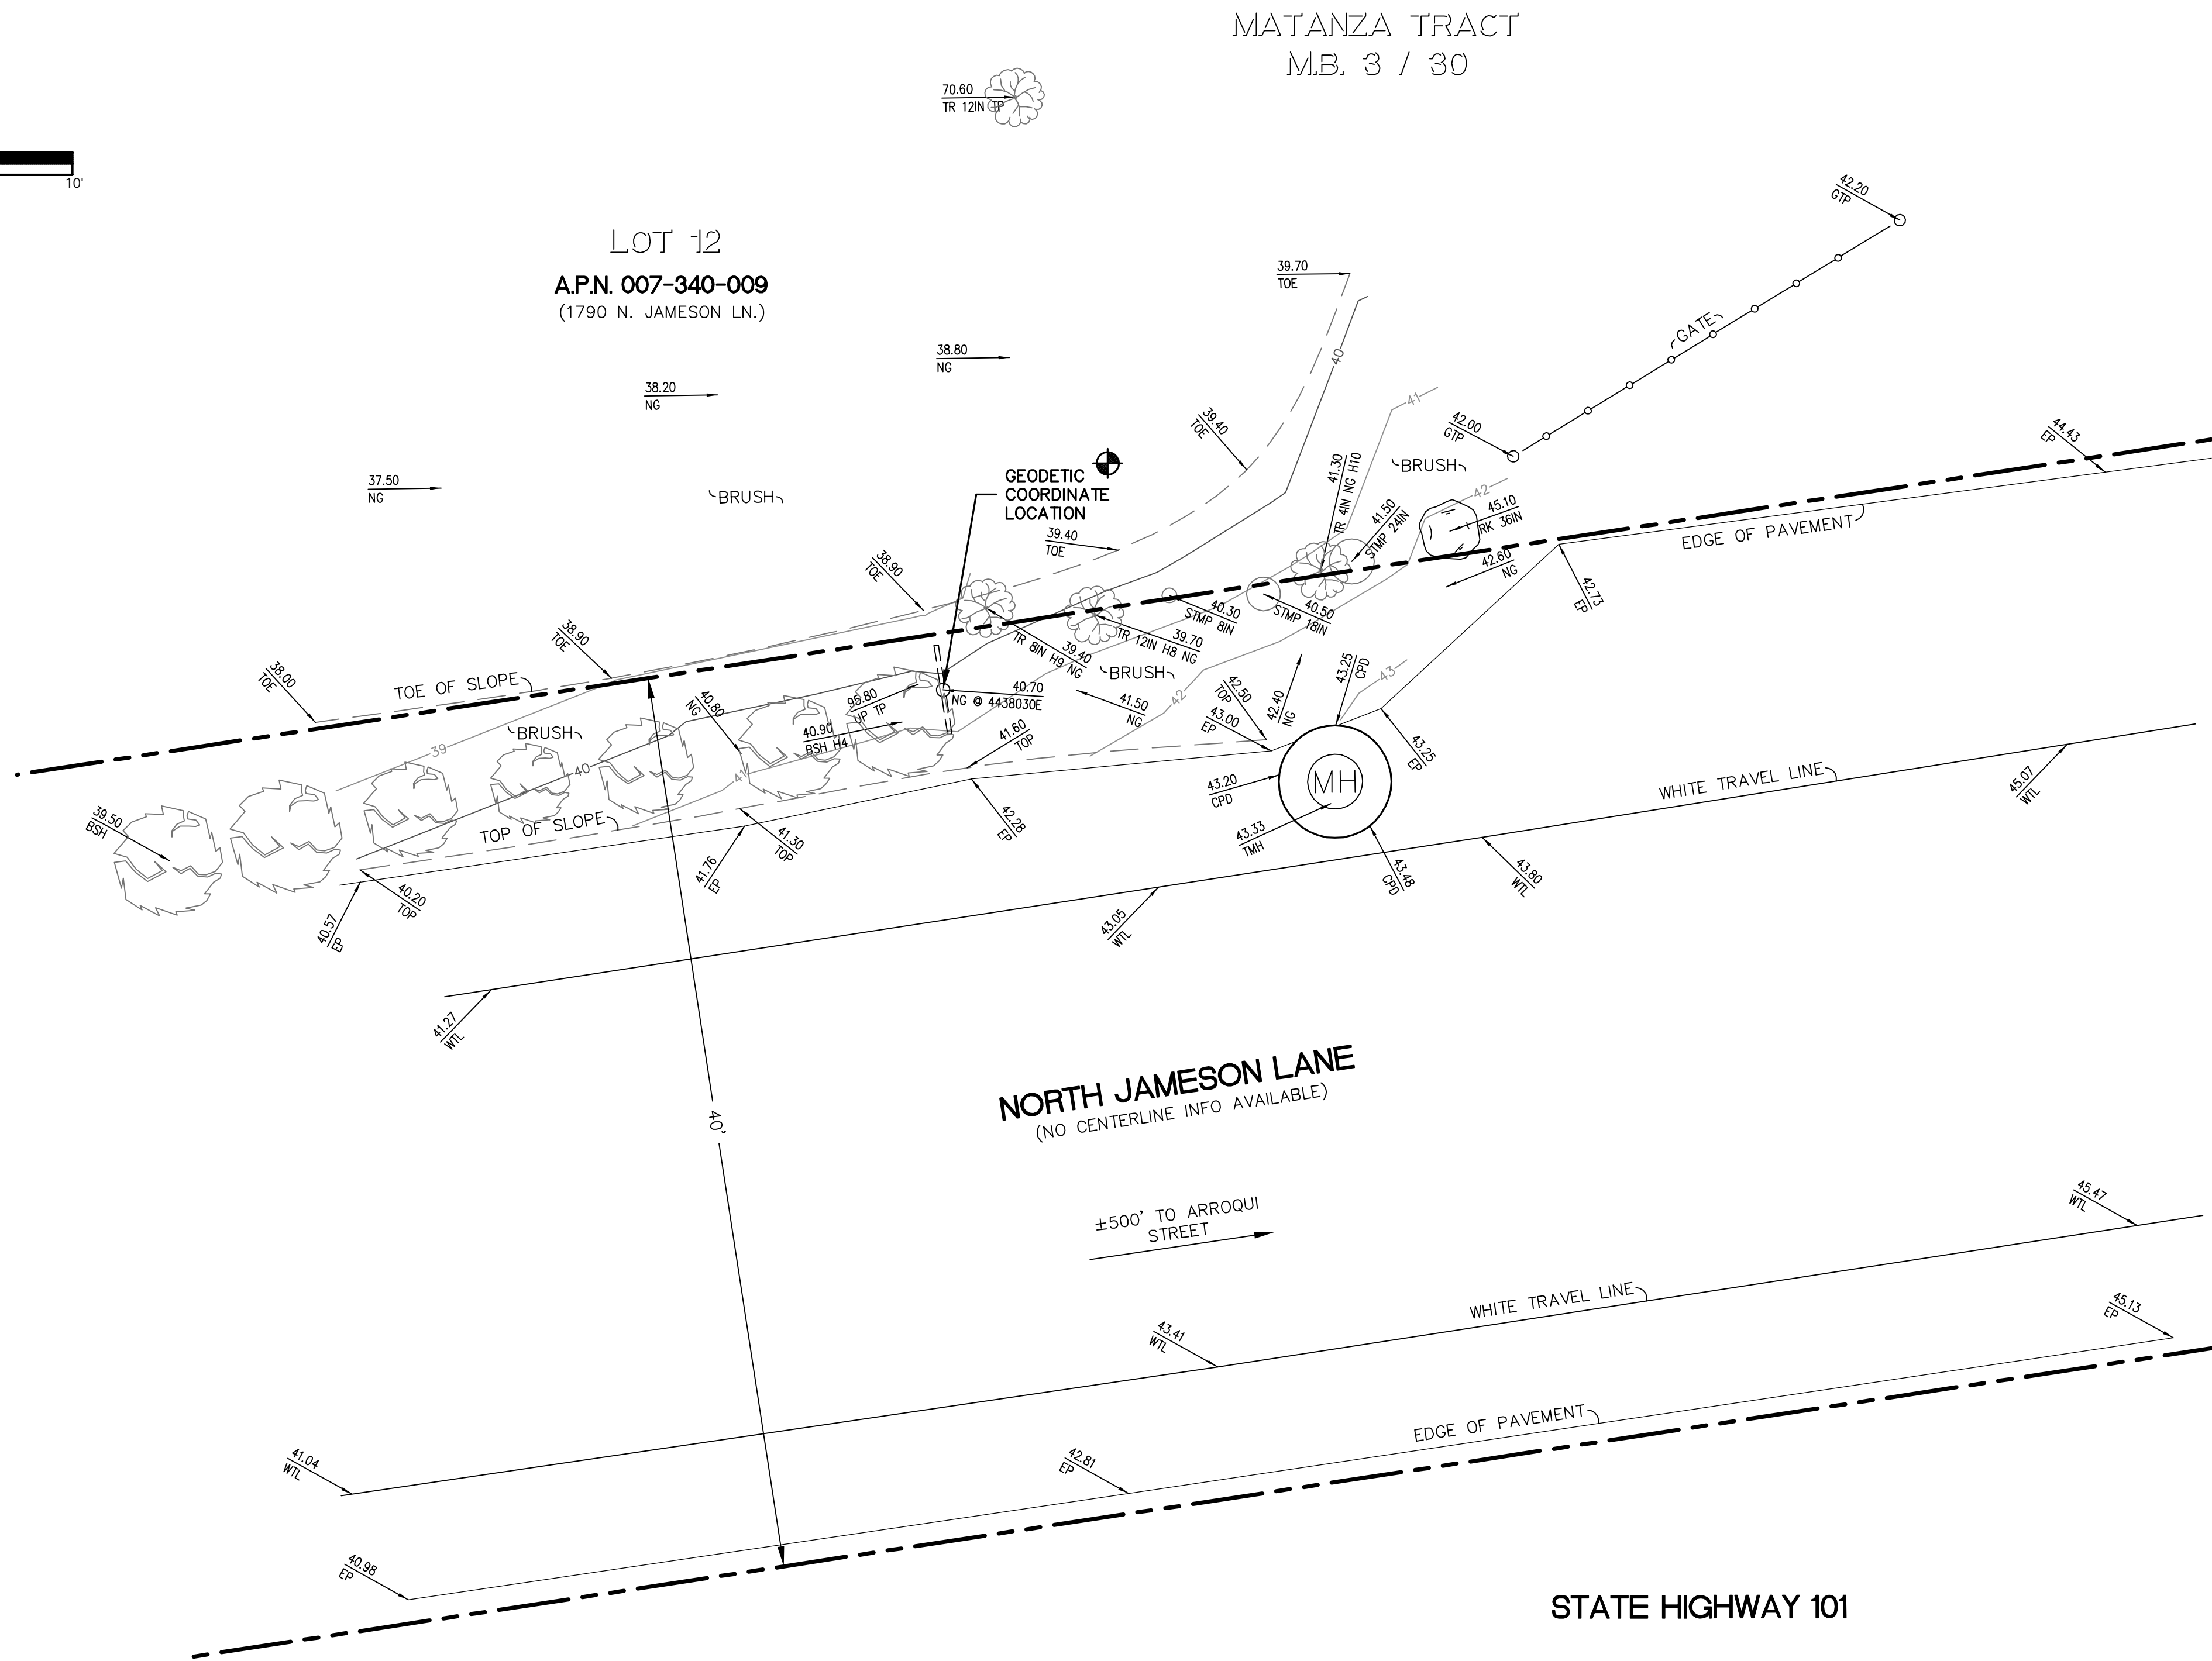 MATANZA TRACT
M.B. 3 / 30
70.60
TR 12IN TP
10'
42.20
GTP
LOT 12
A.P.N. 007-340-009
(1790 N. JAMESON LN.)
39.70
TOE
GATE
38.80
NG
40
38.20
NG
41
39.40
TOE
42.00
GTP
44.43
EP
41.30
TR 4IN NG H10
BRUSH
GEODETIC
COORDINATE
LOCATION
37.50
NG
BRUSH
42
41.50
STMP 24IN
45.10
RK 36IN
EDGE OF PAVEMENT
39.40
TOE
38.90
TOE
42.60
NG
42.73
EP
40.30
STMP 8IN
40.50
STMP 18IN
38.90
TOE
39.40
TR 8IN H9 NG
39.70
TR 12IN H8 NG
38.00
TOE
TOE OF SLOPE
BRUSH
43.25
CPD
43
40.70
NG @ 4438030E
95.80
UP TP
40.80
NG
41.50
NG
42
42.50
TOP
42.40
NG
43.00
EP
40.90
BSH H4
41.60
TOP
BRUSH
39
40
41
43.25
EP
MH
43.20
CPD
WHITE TRAVEL LINE
45.07
WTL
39.50
BSH
TOP OF SLOPE
41.30
TOP
42.28
EP
43.33
TMH
41.76
EP
43.48
CPD
43.80
WTL
40.20
TOP
40.57
EP
43.05
WTL
41.27
WTL
NORTH JAMESON LANE
(NO CENTERLINE INFO AVAILABLE)
40'
±500' TO ARROQUI
STREET
45.47
WTL
WHITE TRAVEL LINE
45.13
EP
43.41
WTL
EDGE OF PAVEMENT
41.04
WTL
42.81
EP
40.98
EP
STATE HIGHWAY 101